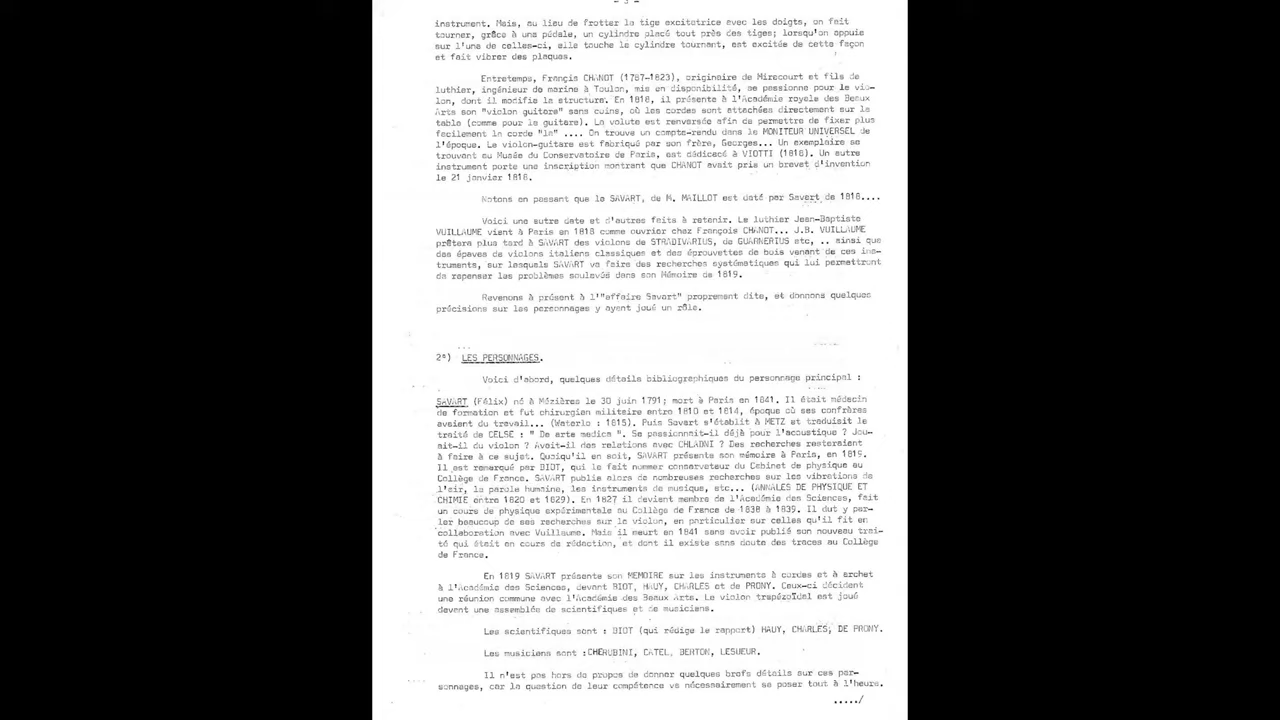 - 3 -
instrument. Mais, au lieu de frotter la tige excitatrice avec les doigts, on fait
tourner, grâce à une pédale, un cylindre placé tout près des tiges; lorsqu'on appuie
sur l'une de celles-ci, elle touche le cylindre tournant, est excitée de cette façon
et fait vibrer des plaques.
Entretemps, Françis CHANOT (1787-1823), originaire de Mirecourt et fils de
luthier, ingénieur de marine à Toulon, mis en disponibilité, se passionne pour le vio-
lon, dont il modifie la structure. En 1818, il présente à l'Académie royale des Beaux
Arts son "violon guitare" sans coins, où les cordes sont attachées directement sur la
table (comme pour la guitare). La volute est renversée afin de permettre de fixer plus
facilement la corde "la" .... On trouve un compte-rendu dans le MONITEUR UNIVERSEL de
l'époque. Le violon-guitare est fabriqué par son frère, Georges... Un exemplaire se
trouvant au Musée du Conservatoire de Paris, est dédicacé à VIOTTI (1818). Un autre
instrument porte une inscription montrant que CHANOT avait pris un brevet d'invention
le 21 janvier 1818.
Notons en passant que le SAVART, de M. MAILLOT est daté par Savart de 1818....
Voici une autre date et d'autres faits à retenir. Le luthier Jean-Baptiste
VUILLAUME vient à Paris en 1818 comme ouvrier chez François CHANOT... J.B. VUILLAUME
prêtera plus tard à SAVART des violons de STRADIVARIUS, de GUARNERIUS etc, .. ainsi que
des épaves de violons italiens classiques et des éprouvettes de bois venant de ces ins-
truments, sur lesquels SAVART va faire des recherches systématiques qui lui permettront
de repenser les problèmes soulevés dans son Mémoire de 1819.
Revenons à présent à l'"affaire Savart" proprement dite, et donnons quelques
précisions sur les personnages y ayant joué un rôle.
2°) LES PERSONNAGES.
Voici d'abord, quelques détails bibliographiques du personnage principal :
SAVART (Félix) né à Mézières le 30 juin 1791; mort à Paris en 1841. Il était médecin
de formation et fut chirurgien militaire entre 1810 et 1814, époque où ses confrères
avaient du travail... (Waterlo : 1815). Puis Savart s'établit à METZ et traduisit le
traité de CELSE : " De arte medica ". Se passionnait-il déjà pour l'acoustique ? Jou-
ait-il du violon ? Avait-il des relations avec CHLADNI ? Des recherches resteraient
à faire à ce sujet. Quoiqu'il en soit, SAVART présente son mémoire à Paris, en 1819.
Il est remarqué par BIOT, qui le fait nommer conservateur du Cabinet de physique au
Collège de France. SAVART publie alors de nombreuses recherches sur les vibrations de
l'air, la parole humaine, les instruments de musique, etc... (ANNALES DE PHYSIQUE ET
CHIMIE entre 1820 et 1829). En 1827 il devient membre de l'Académie des Sciences, fait
un cours de physique expérimentale au Collège de France de 1838 à 1839. Il dut y par-
ler beaucoup de ses recherches sur le violon, en particulier sur celles qu'il fit en
collaboration avec Vuillaume. Mais il meurt en 1841 sans avoir publié son nouveau trai-
té qui était en cours de rédaction, et dont il existe sans doute des traces au Collège
de France.
En 1819 SAVART présente son MEMOIRE sur les instruments à cordes et à archet
à l'Académie des Sciences, devant BIOT, HAUY, CHARLES et de PRONY. Ceux-ci décident
une réunion commune avec l'Académie des Beaux Arts. Le violon trapézoïdal est joué
devant une assemblée de scientifiques et de musiciens.
Les scientifiques sont : BIOT (qui rédige le rapport) HAUY, CHARLES, DE PRONY.
Les musiciens sont :CHERUBINI, CATEL, BERTON, LESUEUR.
Il n'est pas hors de propos de donner quelques brefs détails sur ces per-
sonnages, car la question de leur compétence va nécessairement se poser tout à l'heure.
...../